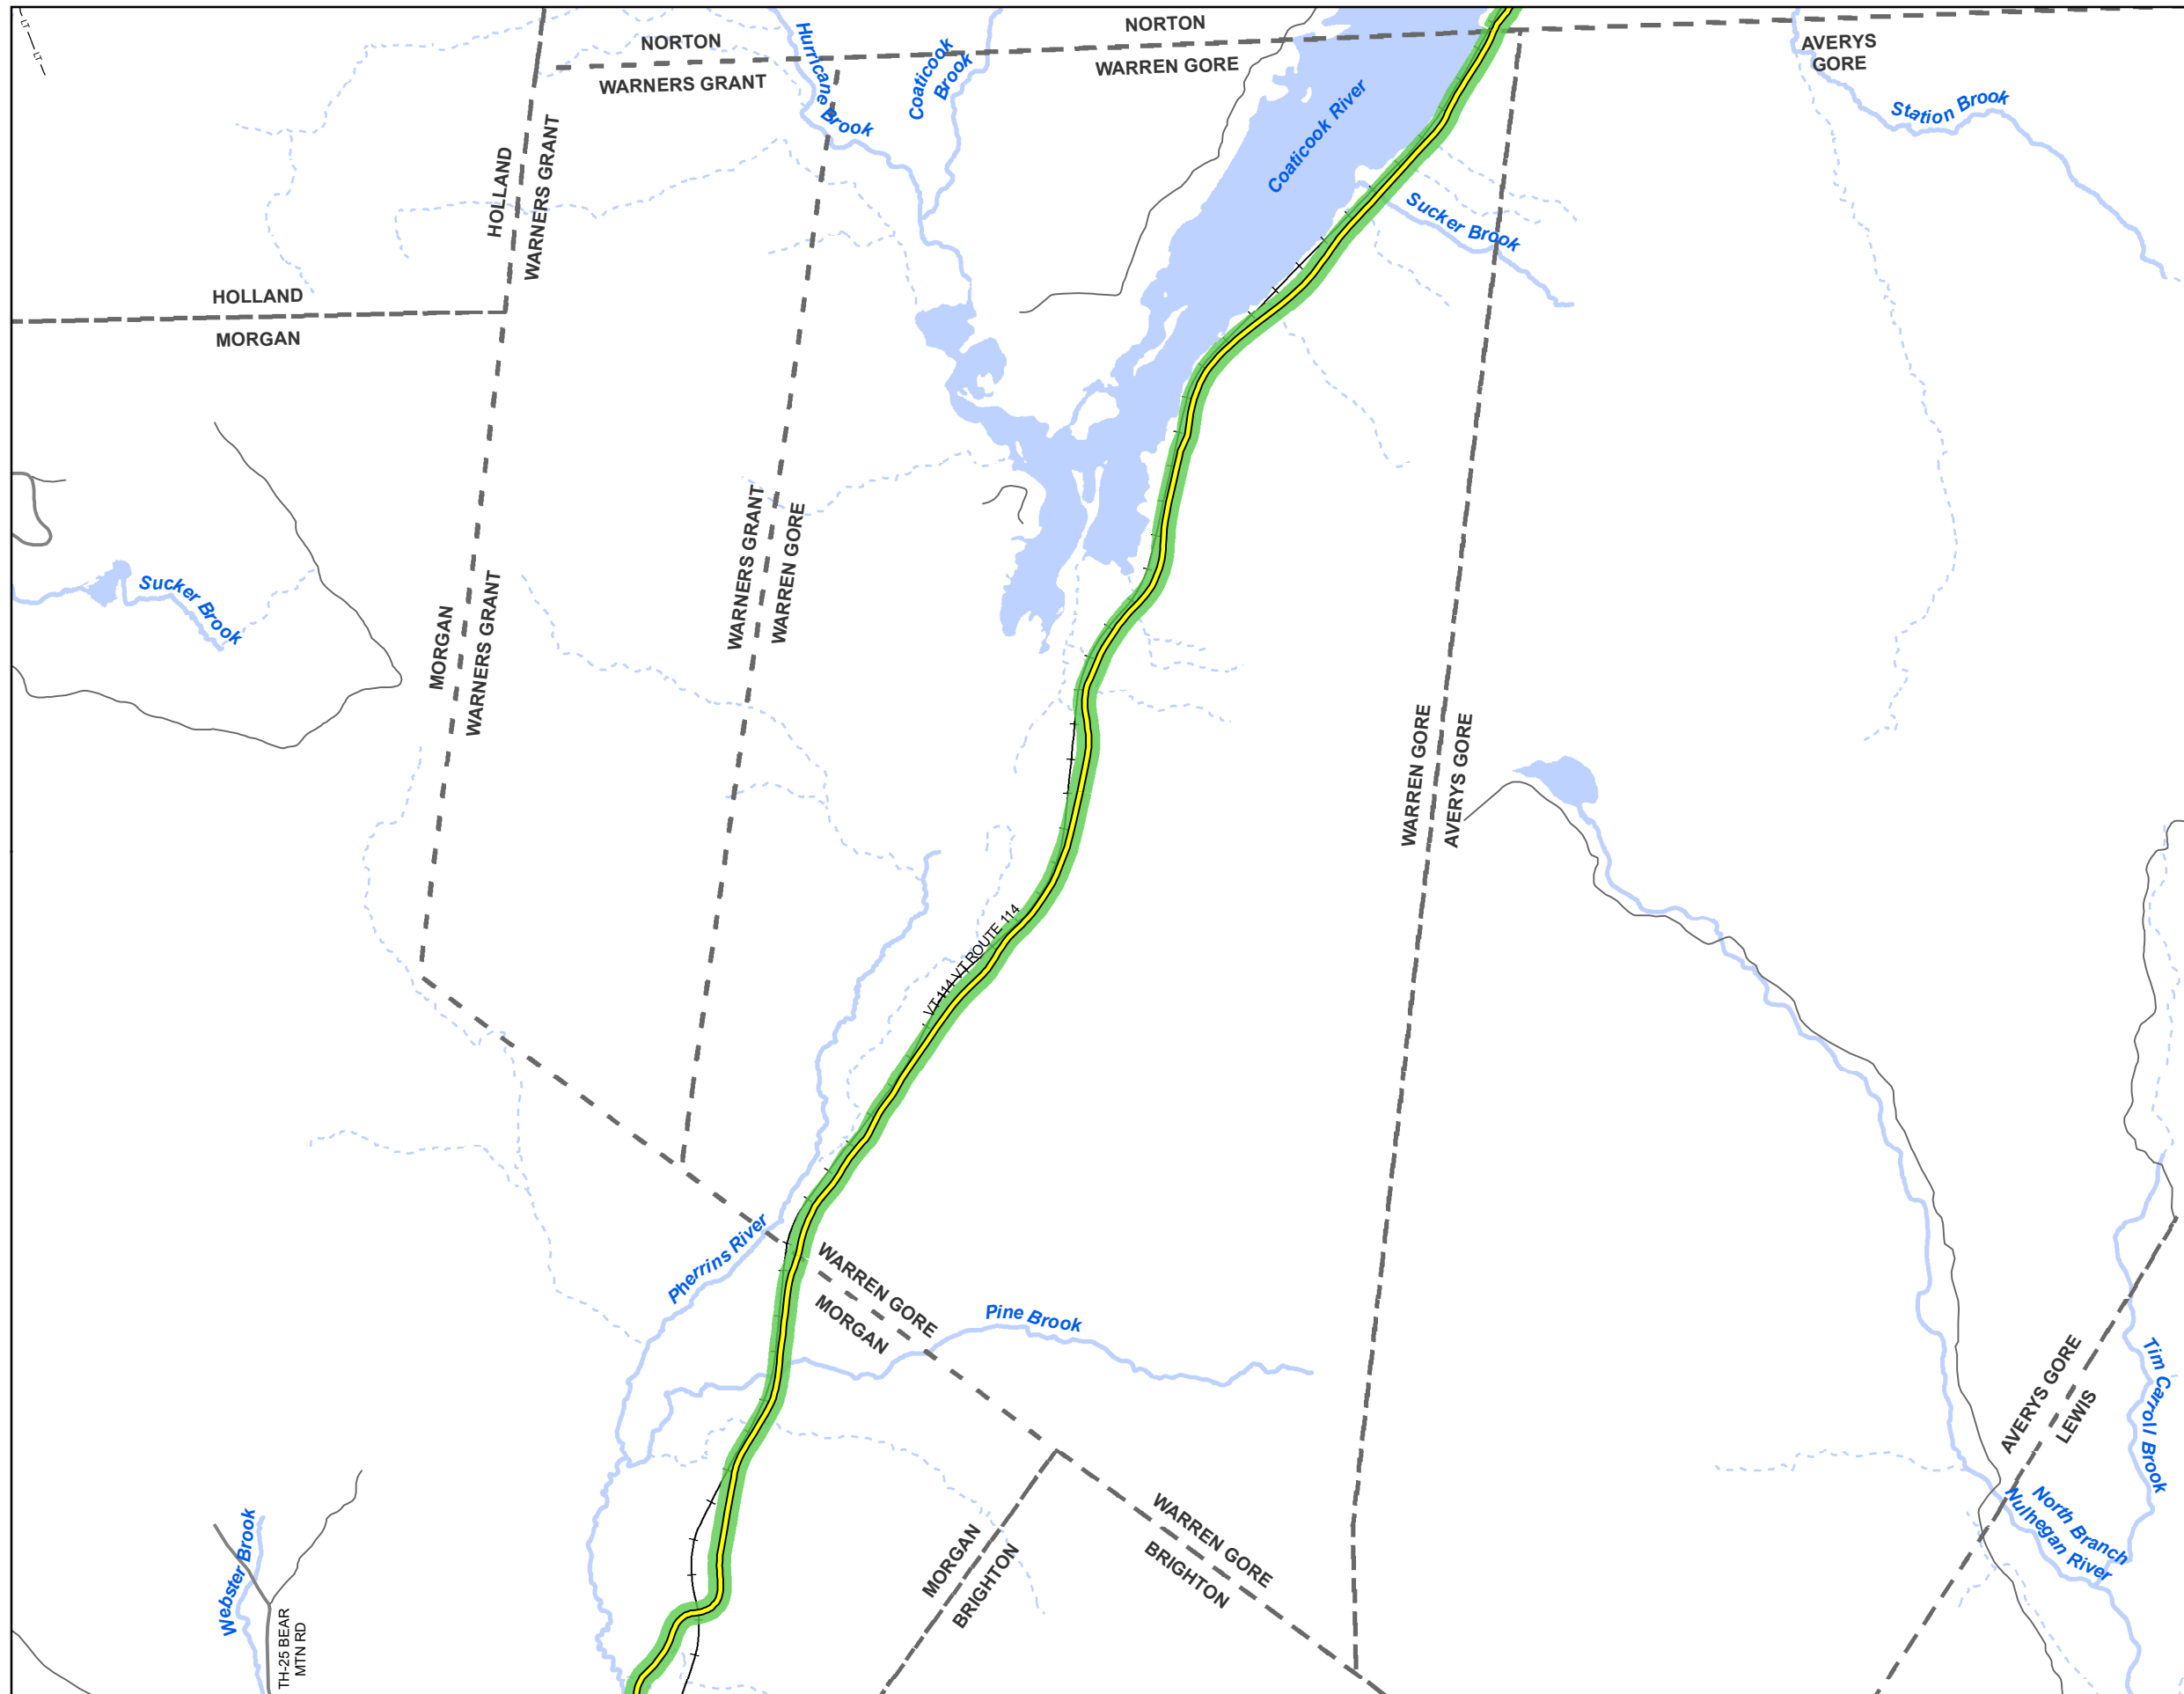 LT LT
NORTON
WARNERS GRANT
NORTON
WARREN GORE
AVERYS
GORE
Hurricane Brook
Coaticook
Brook
Coaticook River
Station Brook
Sucker Brook
HOLLAND
WARNERS GRANT
HOLLAND
MORGAN
Sucker Brook
MORGAN
WARNERS GRANT
WARNERS GRANT
WARREN GORE
WARREN GORE
AVERYS GORE
VT-114 VT ROUTE 114
Pherrins River
WARREN GORE
MORGAN
Pine Brook
AVERYS GORE
LEWIS
Tim Carroll Brook
North Branch
Nulhegan River
WARREN GORE
BRIGHTON
MORGAN
BRIGHTON
Webster Brook
TH-25 BEAR
MTN RD